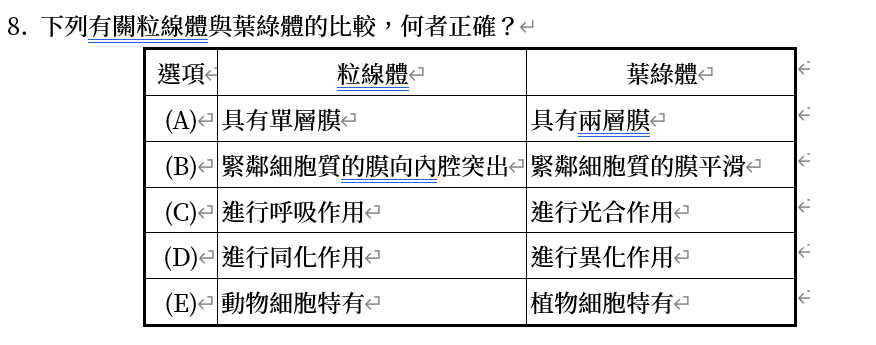 8. 下列有關粒線體與葉綠體的比較，何者正確？
選項 粒線體 葉綠體
(A) 具有單層膜 具有兩層膜
(B) 緊鄰細胞質的膜向內腔突出 緊鄰細胞質的膜平滑
(C) 進行呼吸作用 進行光合作用
(D) 進行同化作用 進行異化作用
(E) 動物細胞特有 植物細胞特有